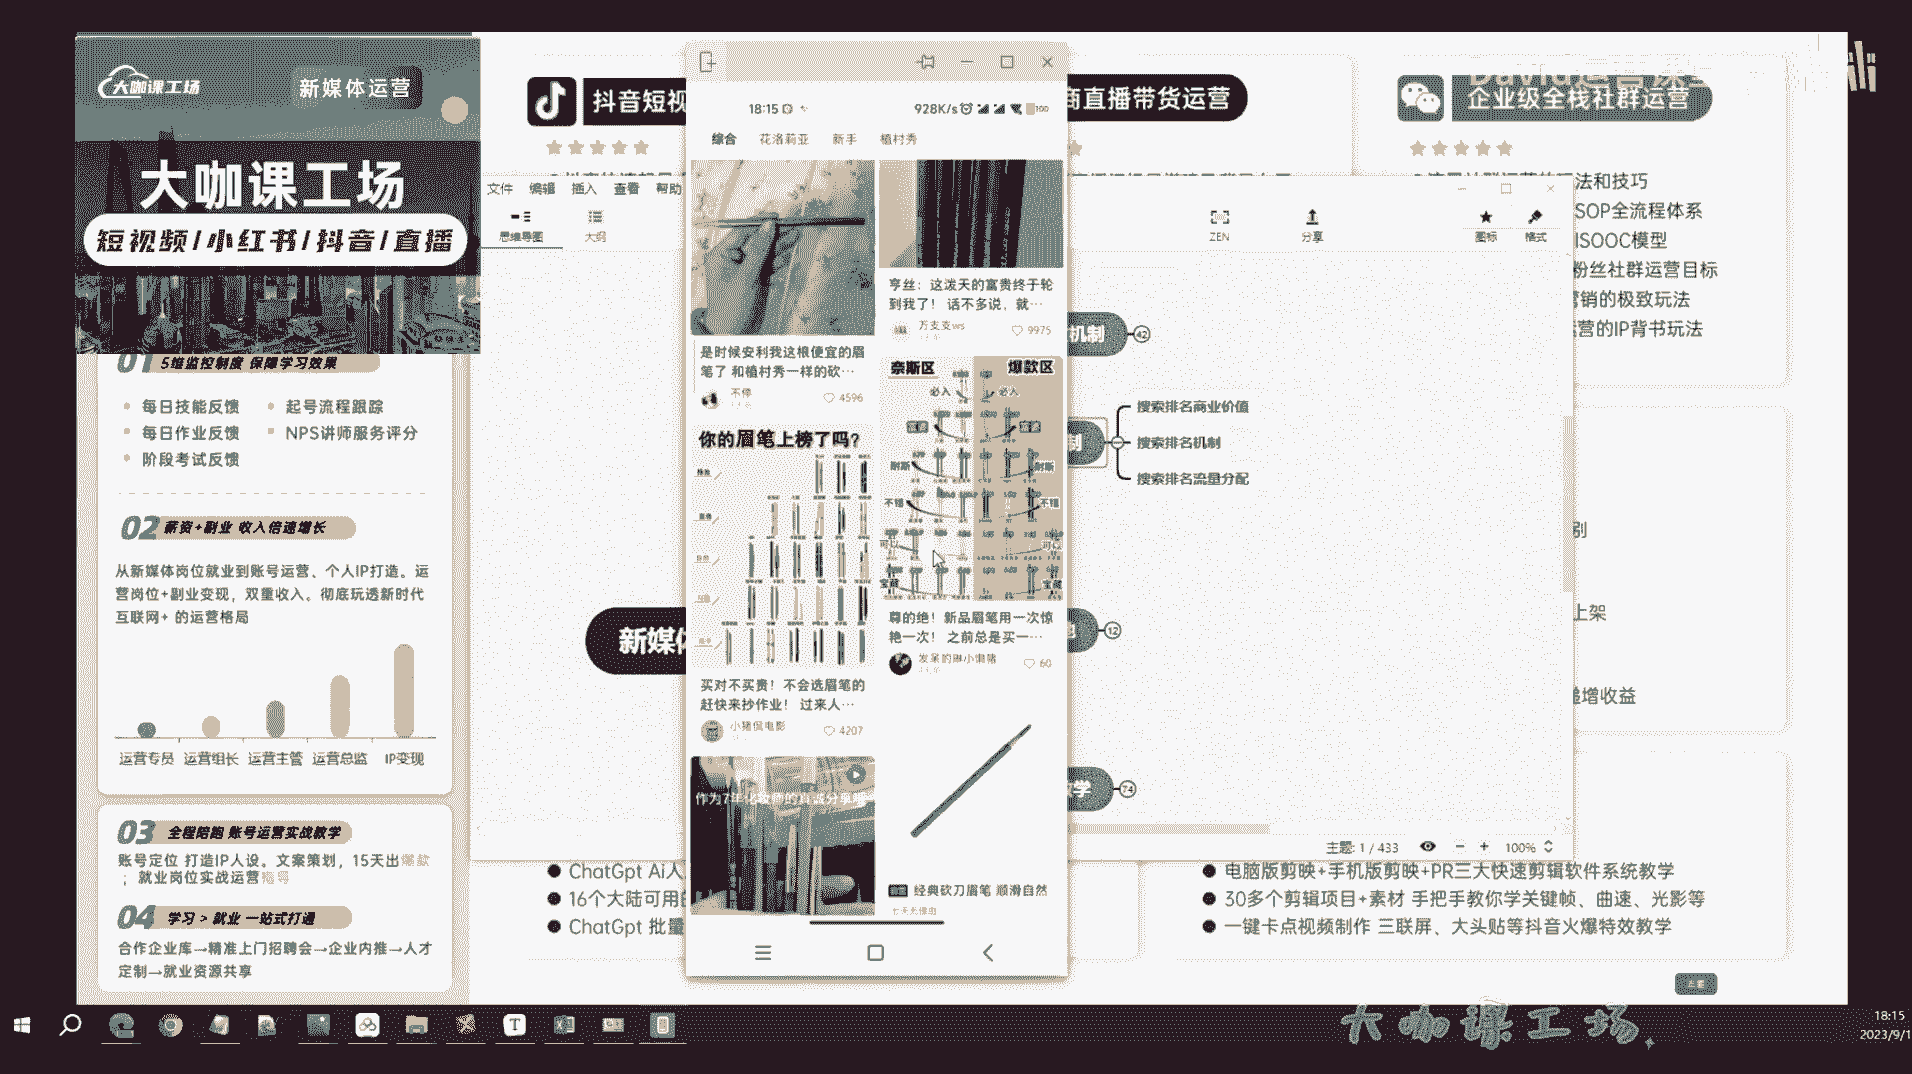 大咖课工场
新媒体运营
大咖课工场
短视频/小红书/抖音/直播
01 5维监控制度 保障学习效果
每日技能反馈
起号流程跟踪
每日作业反馈
NPS讲师服务评分
阶段考试反馈
02 薪资+副业 收入倍速增长
从新媒体岗位就业到账号运营、个人IP打造。运
营岗位+副业变现，双重收入。彻底玩透新时代
互联网+ 的运营格局
运营专员 运营组长 运营主管 运营总监 IP变现
03 全程陪跑 账号运营实战教学
账号定位 打造IP人设。文案策划，15天出爆款
；就业岗位实战运营指导
04 学习 > 就业 一站式打通
合作企业库→精准上门招聘会→企业内推→人才
定制→就业资源共享
抖音短视
文件 编辑 插入 查看 帮助
思维导图 大纲
新媒体
ChatGpt Ai人
16个大陆可用的
ChatGpt 批量
18:15
928K/s
100
综合 花洛莉亚 新手 植村秀
是时候安利我这根便宜的眉
笔了 和植村秀一样的砍…
不停
4596
你的眉笔上榜了吗?
买对不买贵！不会选眉笔的
赶快来抄作业！ 过来人…
小猪侃电影
4207
作为7年化妆师的真诚分享
亨丝：这泼天的富贵终于轮
到我了！ 话不多说，就…
万支支ws
9975
奈斯区 爆款区
必入 必入
耐斯 耐斯
不错 不错
可以 可以
宝藏 宝藏
尊的绝！新品眉笔用一次惊
艳一次！ 之前总是买一…
60
经典砍刀眉笔 顺滑自然
商直播带货运营
企业级全栈社群运营
法和技巧
SOP全流程体系
ISOOC模型
粉丝社群运营目标
营销的极致玩法
营的IP背书玩法
ZEN 分享 图标 格式
机制 42
制
搜索排名商业价值
搜索排名机制
搜索排名流量分配
12
学 74
别
上架
递增收益
主题: 1 / 433
100%
电脑版剪映+手机版剪映+PR三大快速剪辑软件系统教学
30多个剪辑项目+素材 手把手教你学关键帧、曲速、光影等
一键卡点视频制作 三联屏、大头贴等抖音火爆特效教学
大咖课工场
18:15
2023/9/1